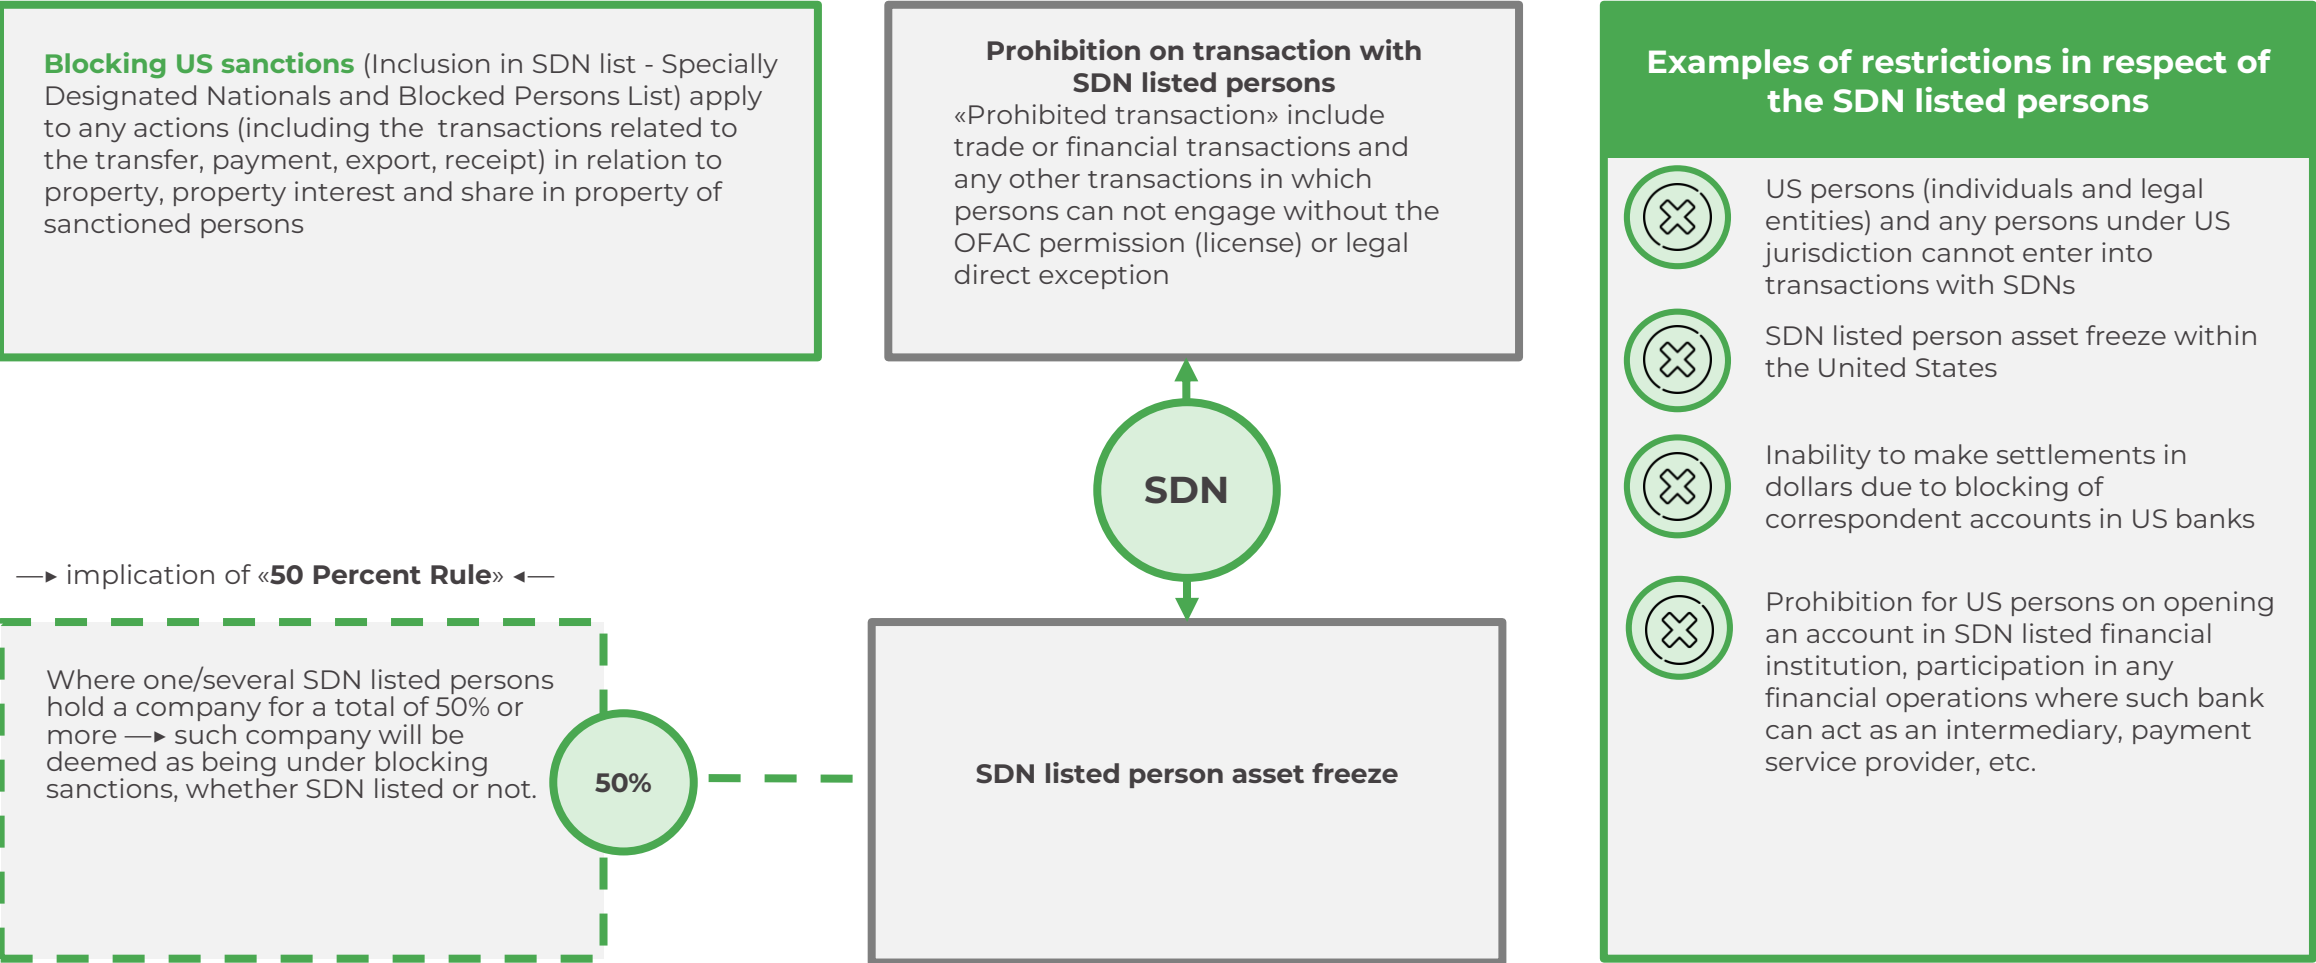 Blocking US sanctions (Inclusion in SDN list - Specially
Designated Nationals and Blocked Persons List) apply
to any actions (including the transactions related to
the transfer, payment, export, receipt) in relation to
property, property interest and share in property of
sanctioned persons
Prohibition on transaction with
SDN listed persons
«Prohibited transaction» include
trade or financial transactions and
any other transactions in which
persons can not engage without the
OFAC permission (license) or legal
direct exception
SDN
—▸ implication of «50 Percent Rule» ◂—
Where one/several SDN listed persons
hold a company for a total of 50% or
more —▸ such company will be
deemed as being under blocking
sanctions, whether SDN listed or not.
50%
SDN listed person asset freeze
Examples of restrictions in respect of
the SDN listed persons
US persons (individuals and legal
entities) and any persons under US
jurisdiction cannot enter into
transactions with SDNs
SDN listed person asset freeze within
the United States
Inability to make settlements in
dollars due to blocking of
correspondent accounts in US banks
Prohibition for US persons on opening
an account in SDN listed financial
institution, participation in any
financial operations where such bank
can act as an intermediary, payment
service provider, etc.